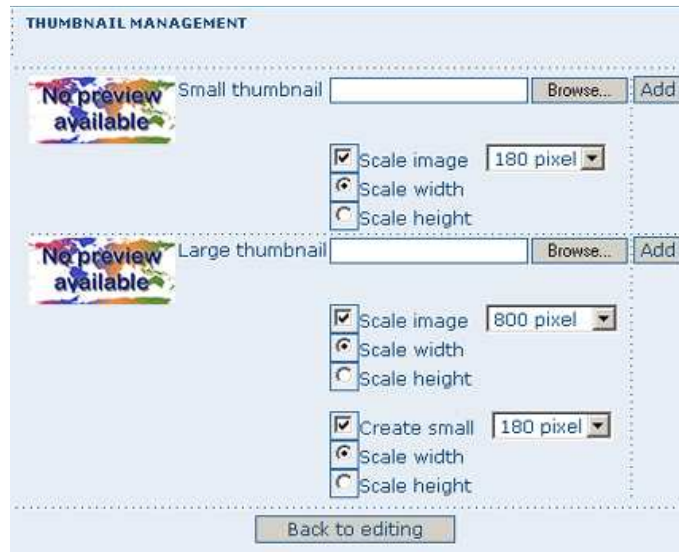 THUMBNAIL MANAGEMENT
No preview available
Small thumbnail Browse... Add
Scale image 180 pixel
Scale width
Scale height
No preview available
Large thumbnail Browse... Add
Scale image 800 pixel
Scale width
Scale height
Create small 180 pixel
Scale width
Scale height
Back to editing